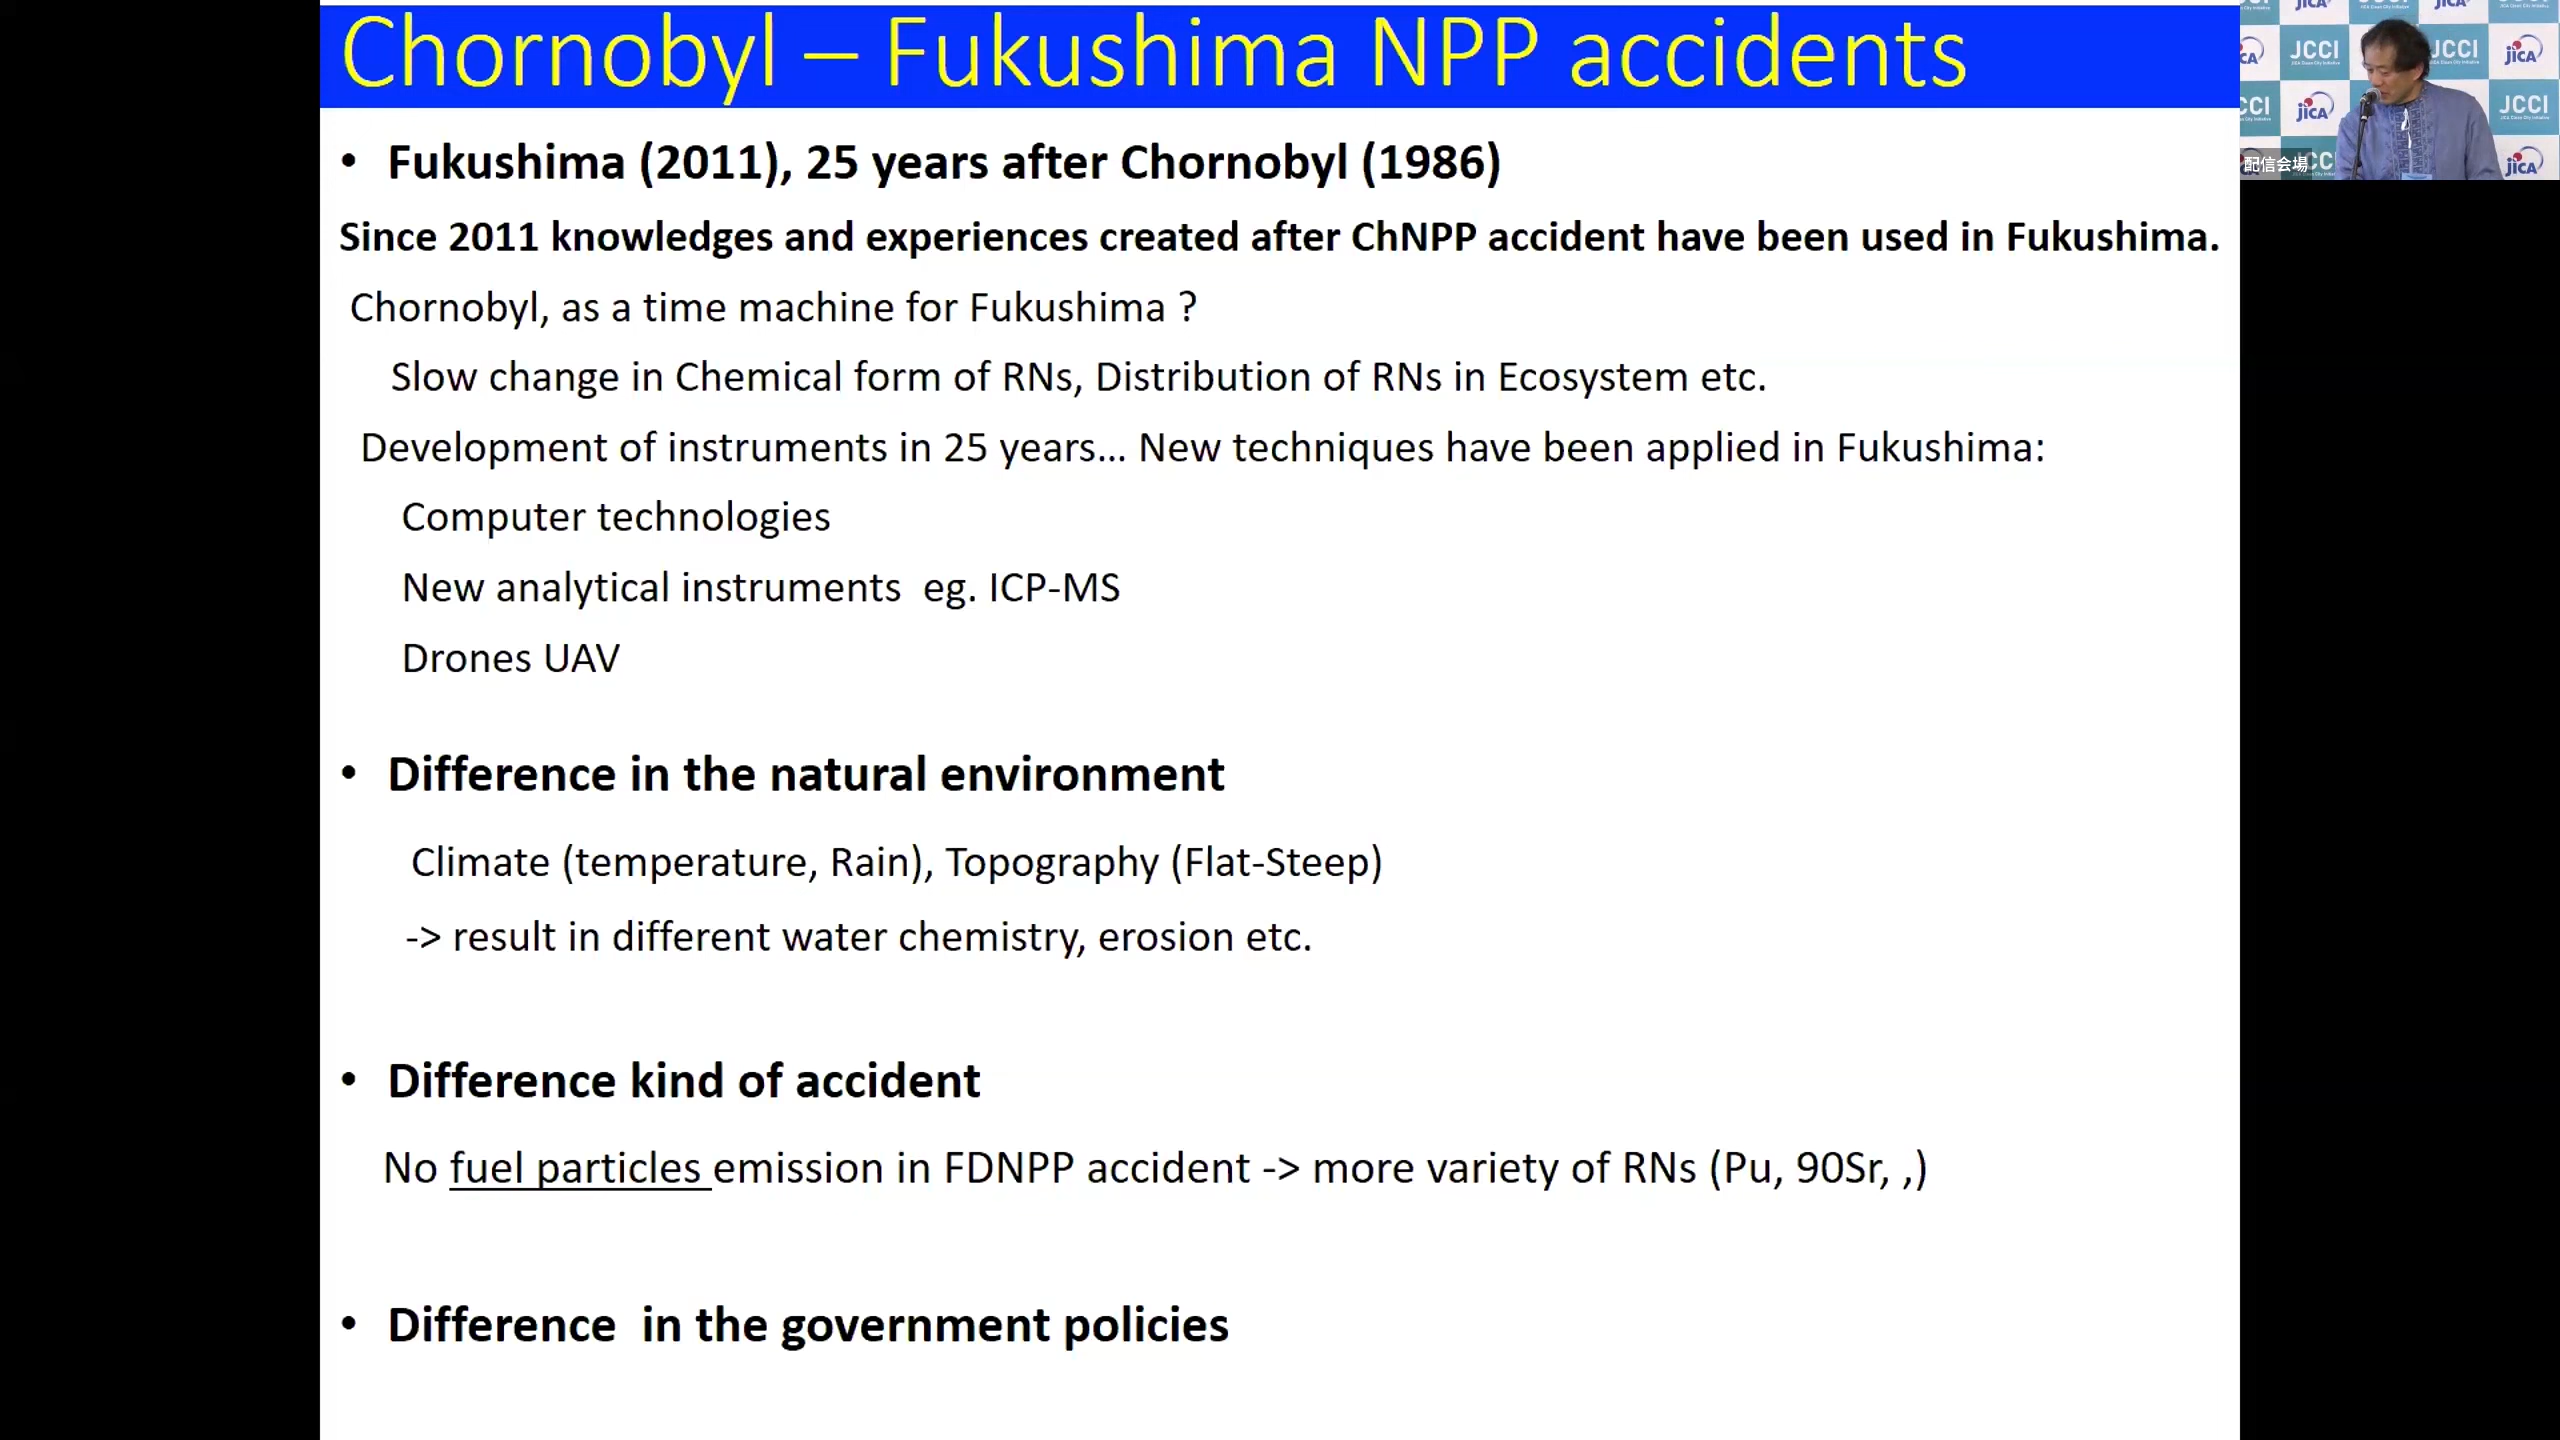 Chornobyl – Fukushima NPP accidents
• Fukushima (2011), 25 years after Chornobyl (1986)
Since 2011 knowledges and experiences created after ChNPP accident have been used in Fukushima.
Chornobyl, as a time machine for Fukushima ?
Slow change in Chemical form of RNs, Distribution of RNs in Ecosystem etc.
Development of instruments in 25 years... New techniques have been applied in Fukushima:
Computer technologies
New analytical instruments eg. ICP-MS
Drones UAV
• Difference in the natural environment
Climate (temperature, Rain), Topography (Flat-Steep)
-> result in different water chemistry, erosion etc.
• Difference kind of accident
No fuel particles emission in FDNPP accident -> more variety of RNs (Pu, 90Sr, ,)
• Difference in the government policies
JCCI
JCCI
jICA
jICA
JCCI
jICA
配信会場